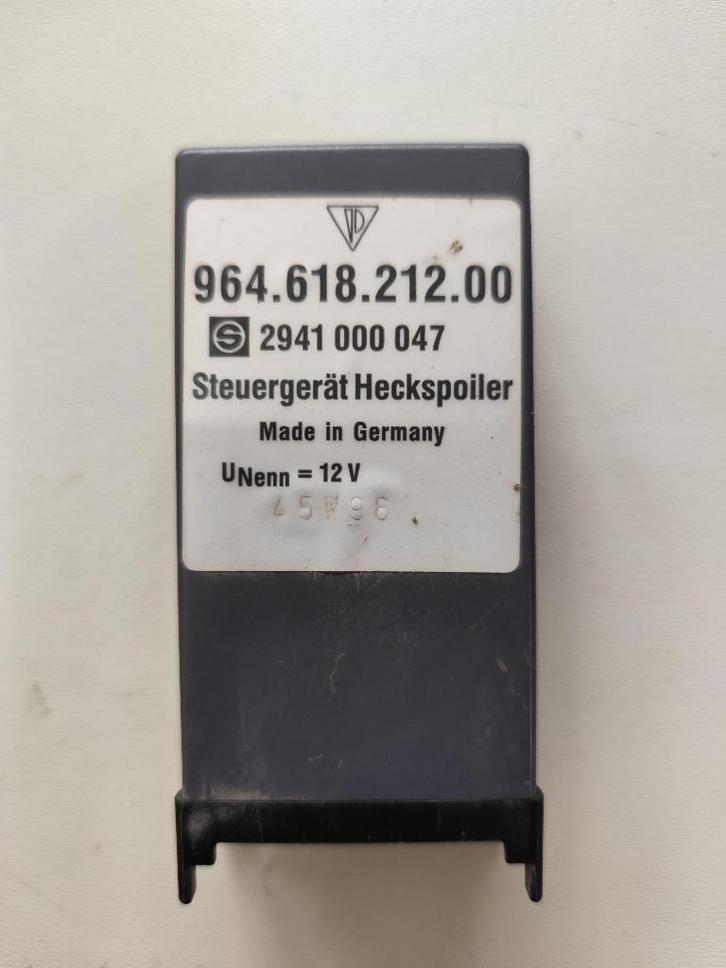 964.618.212.00
S 2941 000 047
Steuergerät Heckspoiler
Made in Germany
UNenn = 12 V
45W96